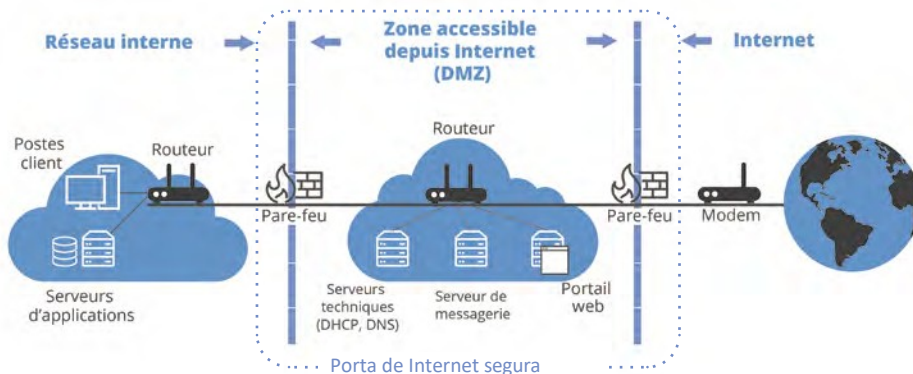 Réseau interne
Zone accessible
depuis Internet
(DMZ)
Internet
Postes
client
Routeur
Routeur
Pare-feu
Pare-feu
Modem
Serveurs
d'applications
Serveurs
techniques
(DHCP, DNS)
Serveur de
messagerie
Portail
web
Porta de Internet segura